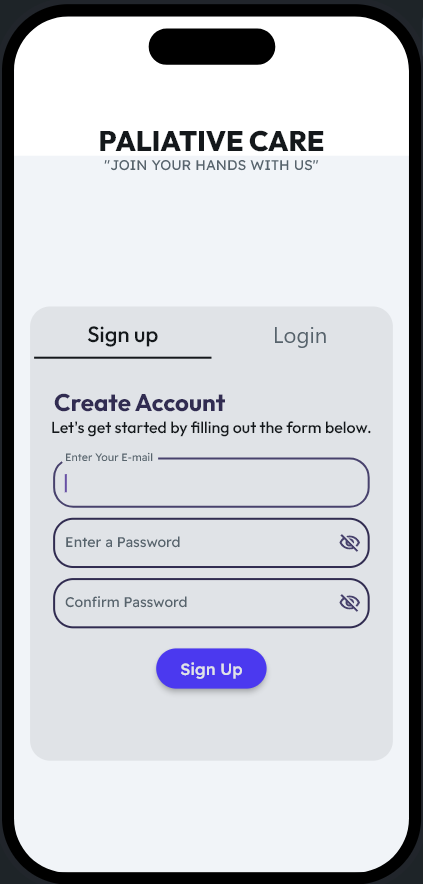 PALIATIVE CARE
"JOIN YOUR HANDS WITH US"
Sign up
Login
Create Account
Let's get started by filling out the form below.
Enter Your E-mail
Enter a Password
Confirm Password
Sign Up